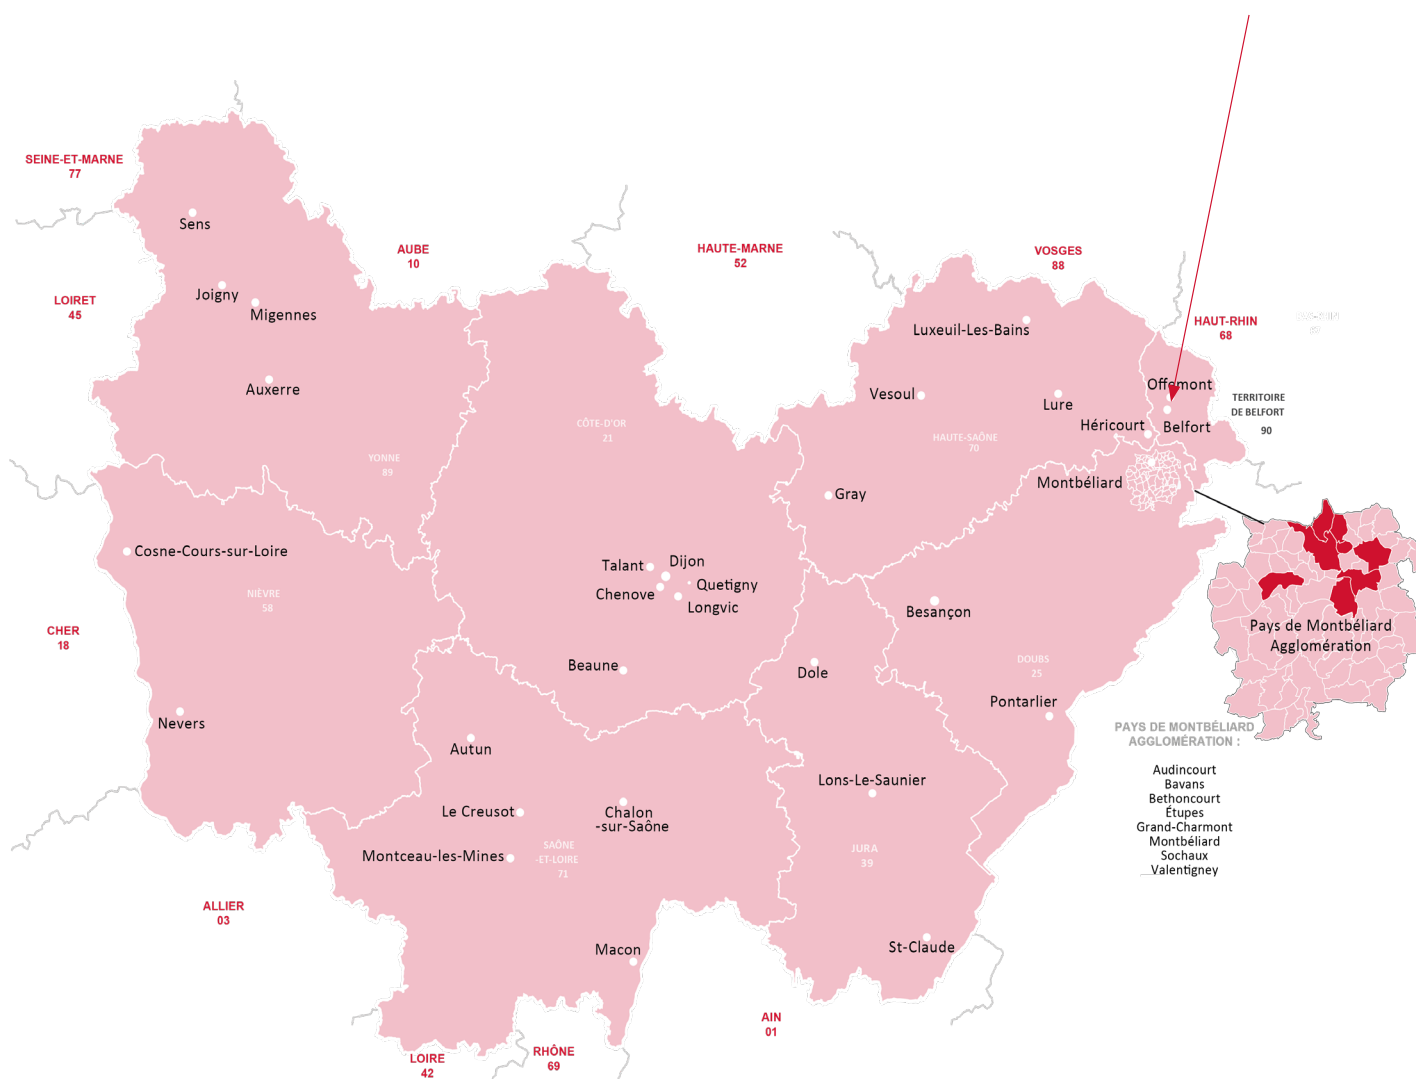 SEINE-ET-MARNE
77
Sens
AUBE
10
HAUTE-MARNE
52
VOSGES
88
LOIRET
45
Joigny
Migennes
HAUT-RHIN
68
Luxeuil-Les-Bains
Auxerre
Vesoul
Lure
Offemont
TERRITOIRE
DE BELFORT
90
Héricourt
Belfort
CÔTE-D'OR
21
HAUTE-SAÔNE
70
YONNE
89
Montbéliard
Gray
Cosne-Cours-sur-Loire
Talant
Dijon
Quetigny
Chenove
Longvic
NIÈVRE
58
Besançon
CHER
18
Pays de Montbéliard
Agglomération
Beaune
Dole
DOUBS
25
Pontarlier
Nevers
PAYS DE MONTBÉLIARD
AGGLOMÉRATION :
Audincourt
Bavans
Bethoncourt
Étupes
Grand-Charmont
Montbéliard
Sochaux
Valentigney
Autun
Lons-Le-Saunier
Le Creusot
Chalon
-sur-Saône
Montceau-les-Mines
SAÔNE
-ET-LOIRE
71
JURA
39
ALLIER
03
Macon
St-Claude
AIN
01
LOIRE
42
RHÔNE
69